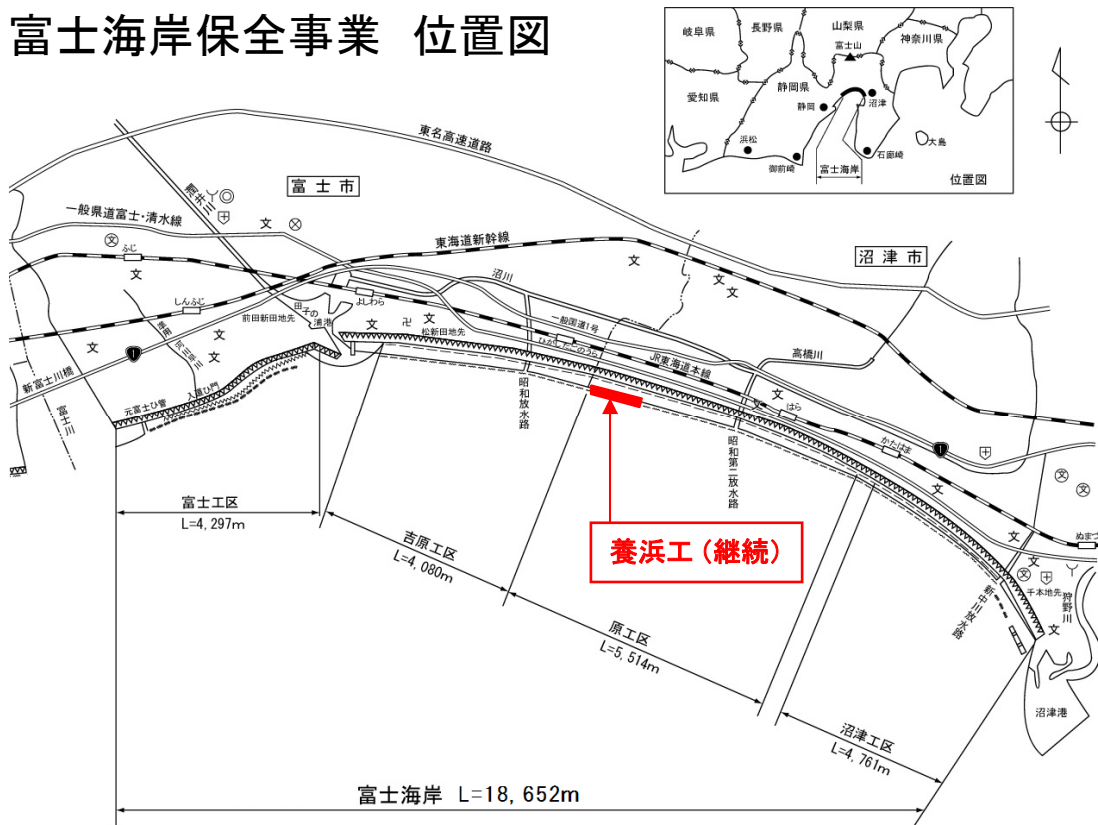 富士海岸保全事業 位置図
岐阜県
長野県
山梨県
富士山
神奈川県
静岡県
愛知県
静岡
沼津
浜松
御前崎
石廊崎
大島
富士海岸
位置図
東名高速道路
富士市
潤井川
一般県道富士・清水線
文
ふじ
東海道新幹線
沼津市
沼川
しんふじ
前田新田地先
田子の
浦港
よしわら
松新田地先
一般国道1号
ひがしたごのうら
JR東海道本線
高橋川
新富士川橋
1
富士川
元富士ひ管
入道ひ門
昭和放水路
昭和第二放水路
はら
かたはま
1
ぬまづ
千本地先
狩野川
新中川放水路
沼津港
養浜工(継続)
富士工区
L=4,297m
吉原工区
L=4,080m
原工区
L=5,514m
沼津工区
L=4,761m
富士海岸 L=18,652m